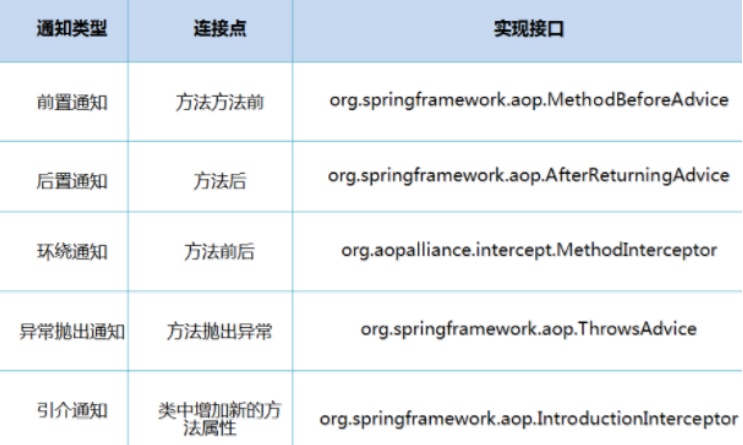 通知类型 连接点 实现接口
前置通知 方法方法前 org.springframework.aop.MethodBeforeAdvice
后置通知 方法后 org.springframework.aop.AfterReturningAdvice
环绕通知 方法前后 org.aopalliance.intercept.MethodInterceptor
异常抛出通知 方法抛出异常 org.springframework.aop.ThrowsAdvice
引介通知 类中增加新的方
法属性 org.springframework.aop.IntroductionInterceptor